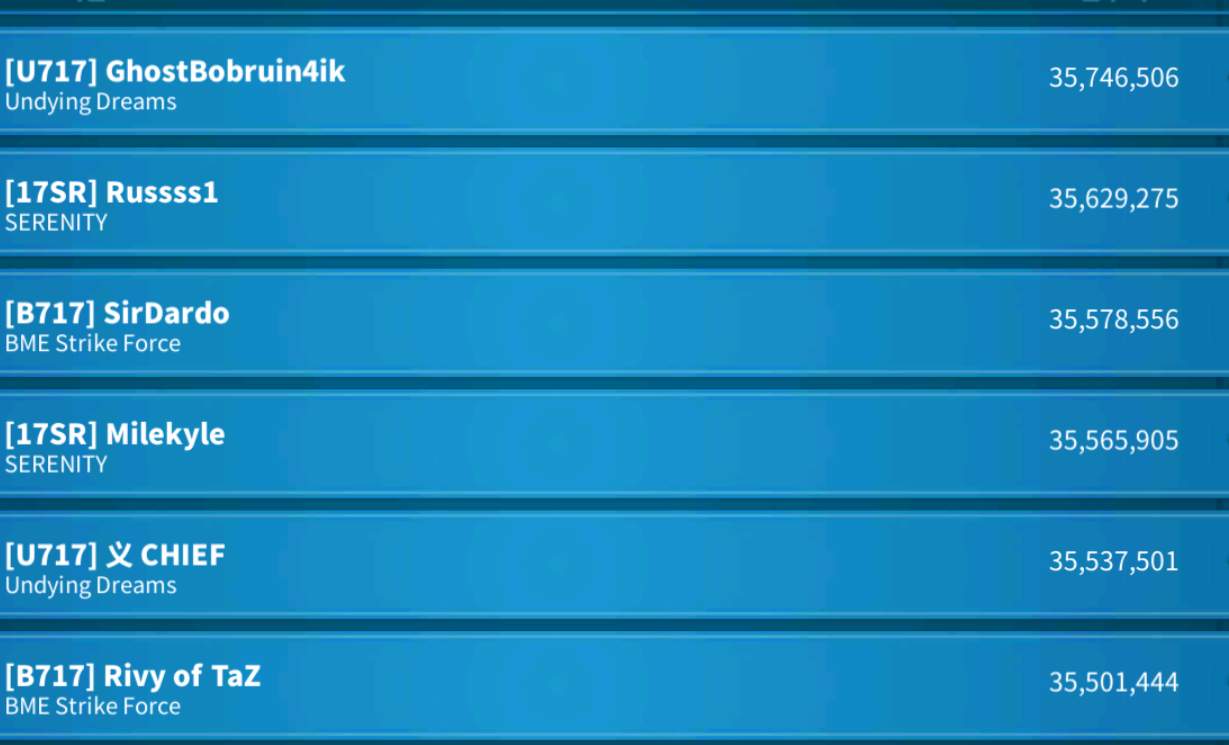 [U717] GhostBobruin4ik
Undying Dreams
35,746,506
[17SR] Russss1
SERENITY
35,629,275
[B717] SirDardo
BME Strike Force
35,578,556
[17SR] Milekyle
SERENITY
35,565,905
[U717] 义 CHIEF
Undying Dreams
35,537,501
[B717] Rivy of TaZ
BME Strike Force
35,501,444